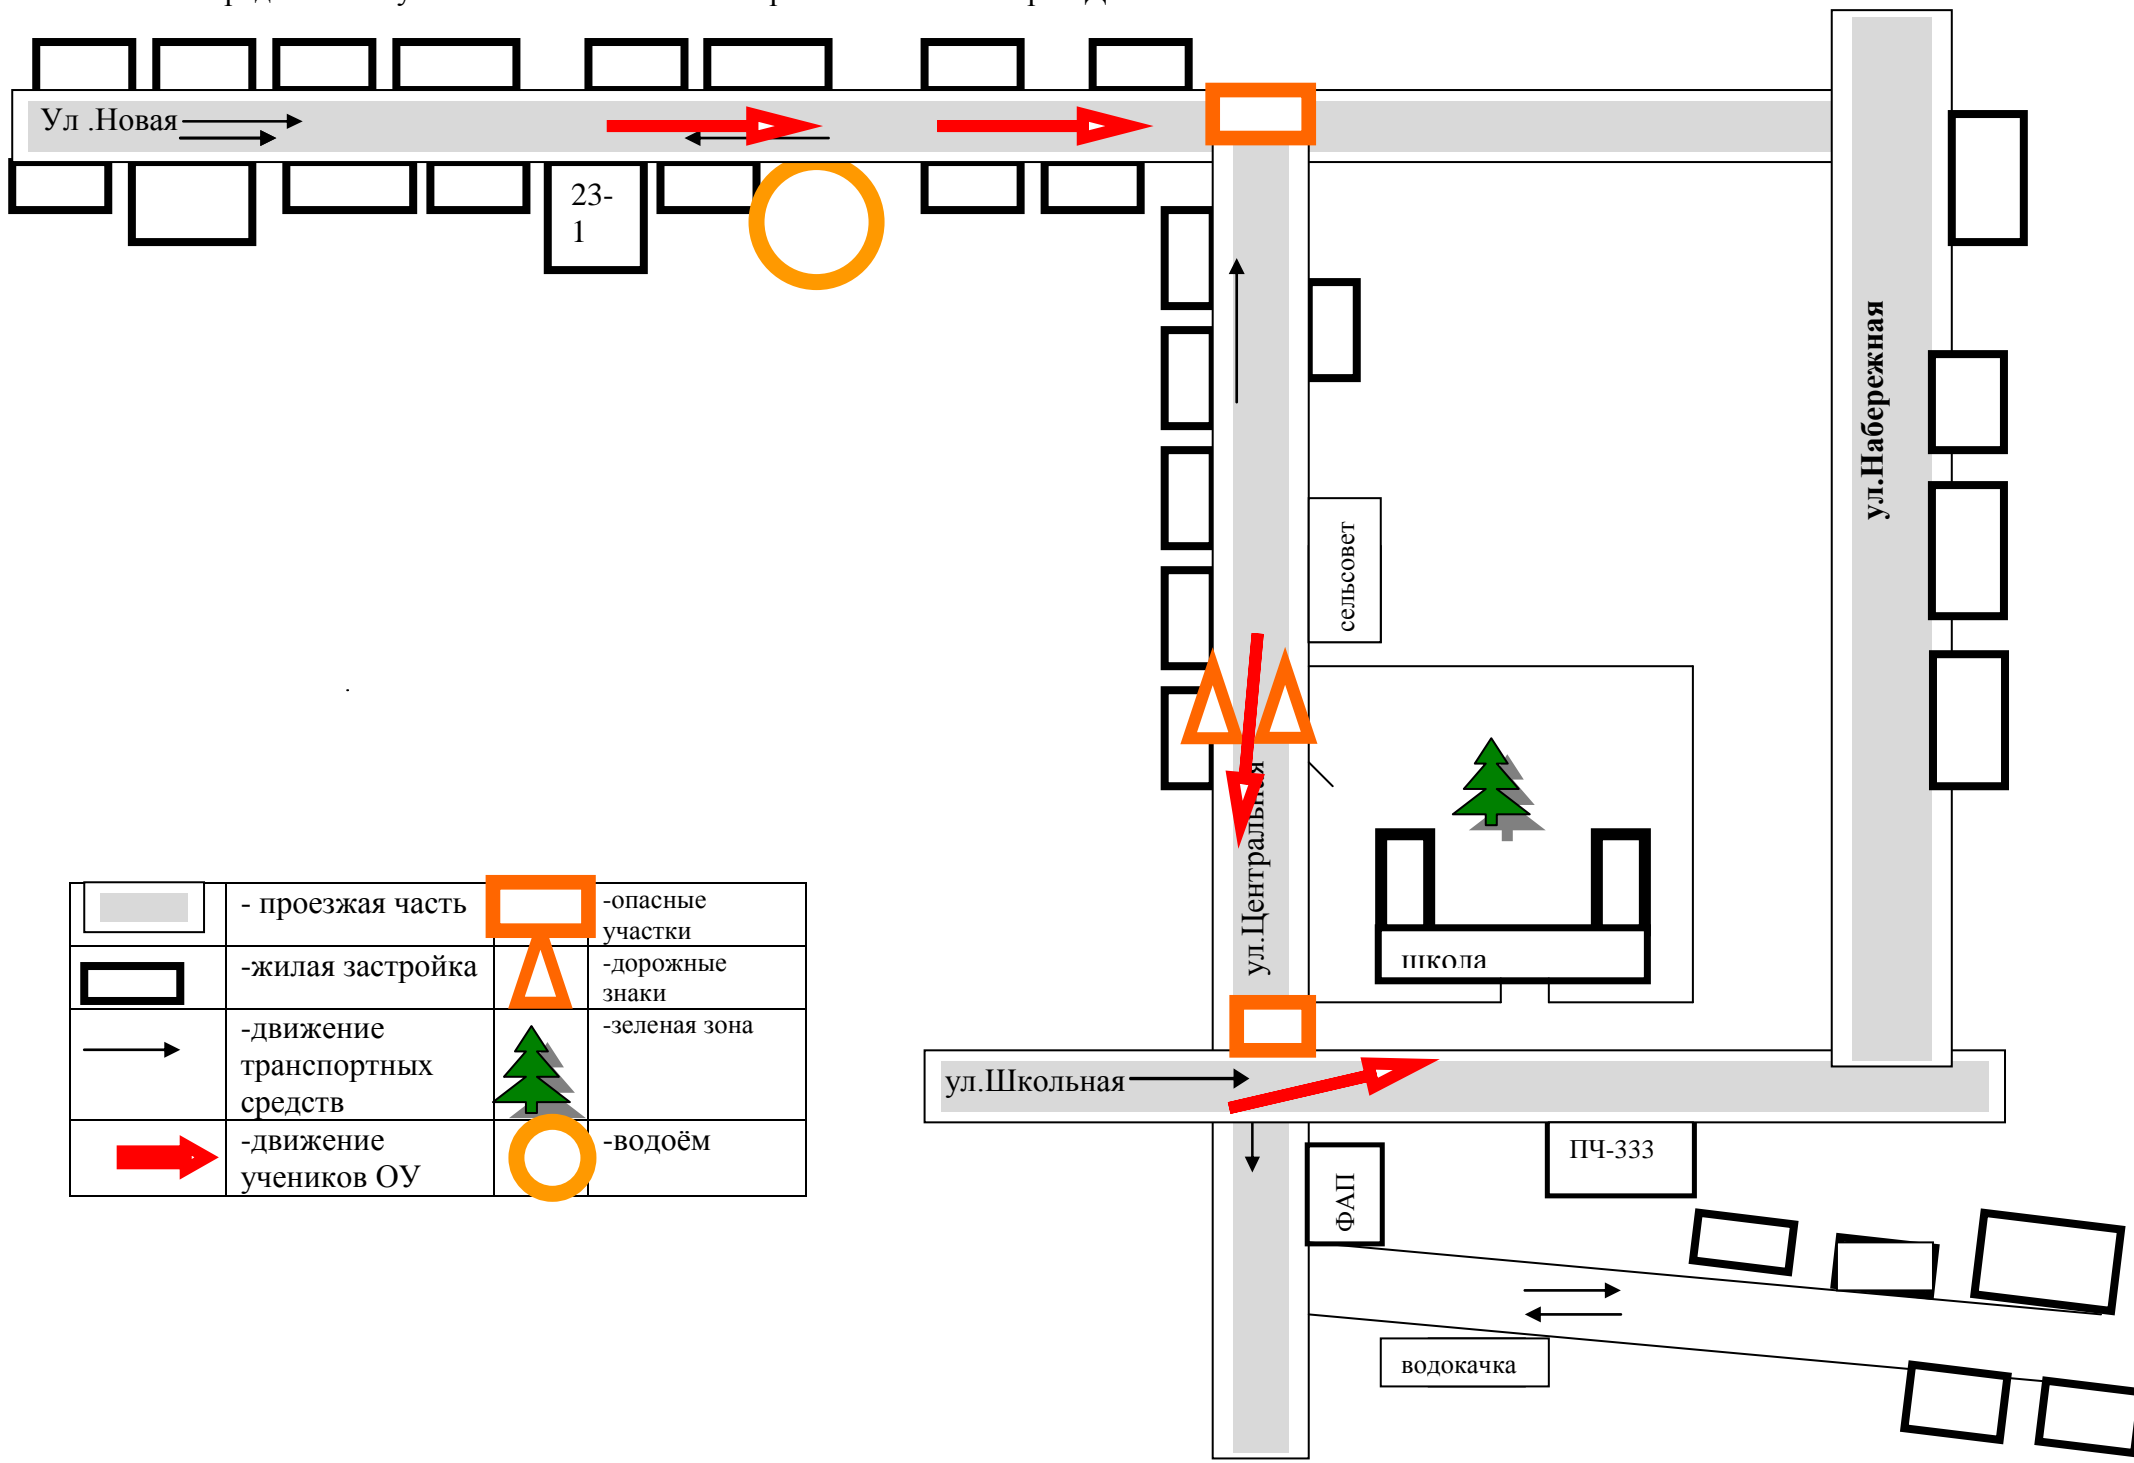 Ул .Новая
23-
1
ул.Набережная
сельсовет
ул.Центральная
школа
- проезжая часть
-опасные
участки
-жилая застройка
-дорожные
знаки
-движение
транспортных
средств
-зеленая зона
-движение
учеников ОУ
-водоём
ул.Школьная
ПЧ-333
ФАП
водокачка